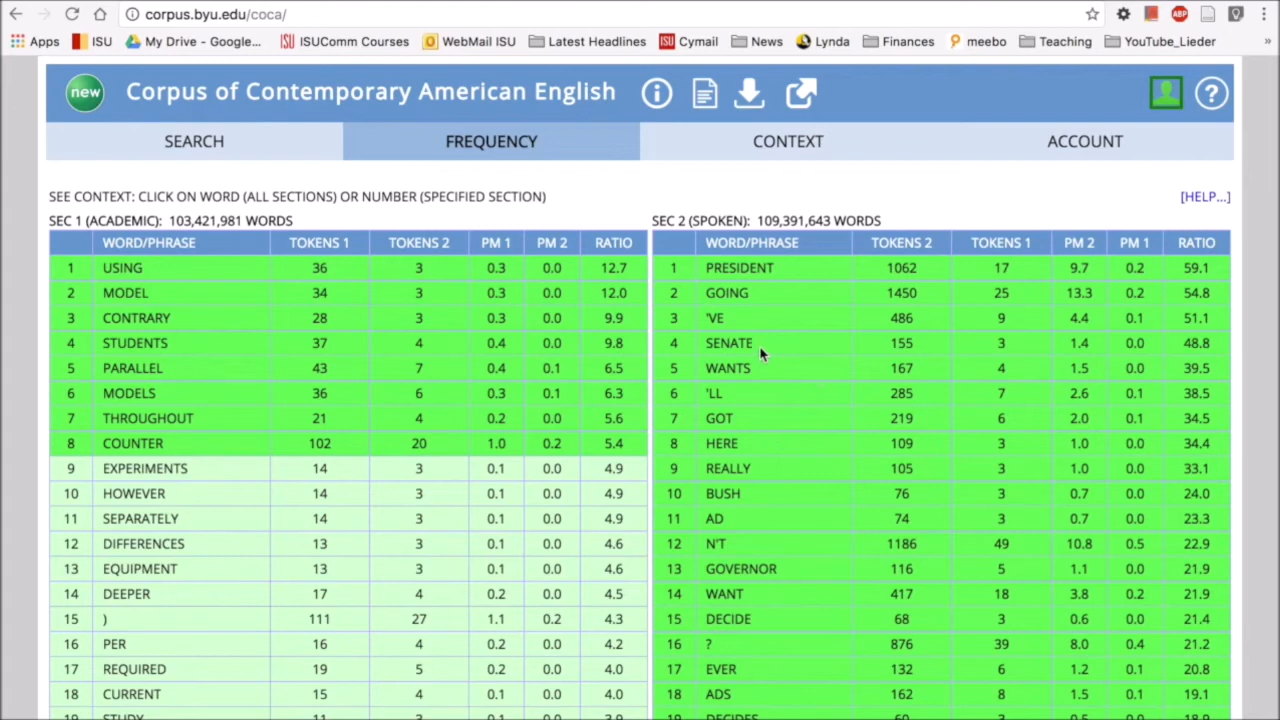 corpus.byu.edu/coca/
Apps ISU My Drive - Google... ISUComm Courses WebMail ISU Latest Headlines Cymail News Lynda Finances meebo Teaching YouTube_Lieder »
new Corpus of Contemporary American English
SEARCH FREQUENCY CONTEXT ACCOUNT
SEE CONTEXT: CLICK ON WORD (ALL SECTIONS) OR NUMBER (SPECIFIED SECTION) [HELP...]
SEC 1 (ACADEMIC): 103,421,981 WORDS
WORD/PHRASE TOKENS 1 TOKENS 2 PM 1 PM 2 RATIO
1 USING 36 3 0.3 0.0 12.7
2 MODEL 34 3 0.3 0.0 12.0
3 CONTRARY 28 3 0.3 0.0 9.9
4 STUDENTS 37 4 0.4 0.0 9.8
5 PARALLEL 43 7 0.4 0.1 6.5
6 MODELS 36 6 0.3 0.1 6.3
7 THROUGHOUT 21 4 0.2 0.0 5.6
8 COUNTER 102 20 1.0 0.2 5.4
9 EXPERIMENTS 14 3 0.1 0.0 4.9
10 HOWEVER 14 3 0.1 0.0 4.9
11 SEPARATELY 14 3 0.1 0.0 4.9
12 DIFFERENCES 13 3 0.1 0.0 4.6
13 EQUIPMENT 13 3 0.1 0.0 4.6
14 DEEPER 17 4 0.2 0.0 4.5
15 ) 111 27 1.1 0.2 4.3
16 PER 16 4 0.2 0.0 4.2
17 REQUIRED 19 5 0.2 0.0 4.0
18 CURRENT 15 4 0.1 0.0 4.0
19 STUDY 11 3 0.1 0.0 3.9
SEC 2 (SPOKEN): 109,391,643 WORDS
WORD/PHRASE TOKENS 2 TOKENS 1 PM 2 PM 1 RATIO
1 PRESIDENT 1062 17 9.7 0.2 59.1
2 GOING 1450 25 13.3 0.2 54.8
3 'VE 486 9 4.4 0.1 51.1
4 SENATE 155 3 1.4 0.0 48.8
5 WANTS 167 4 1.5 0.0 39.5
6 'LL 285 7 2.6 0.1 38.5
7 GOT 219 6 2.0 0.1 34.5
8 HERE 109 3 1.0 0.0 34.4
9 REALLY 105 3 1.0 0.0 33.1
10 BUSH 76 3 0.7 0.0 24.0
11 AD 74 3 0.7 0.0 23.3
12 N'T 1186 49 10.8 0.5 22.9
13 GOVERNOR 116 5 1.1 0.0 21.9
14 WANT 417 18 3.8 0.2 21.9
15 DECIDE 68 3 0.6 0.0 21.4
16 ? 876 39 8.0 0.4 21.2
17 EVER 132 6 1.2 0.1 20.8
18 ADS 162 8 1.5 0.1 19.1
19 DECIDES 60 3 0.5 0.0 18.9